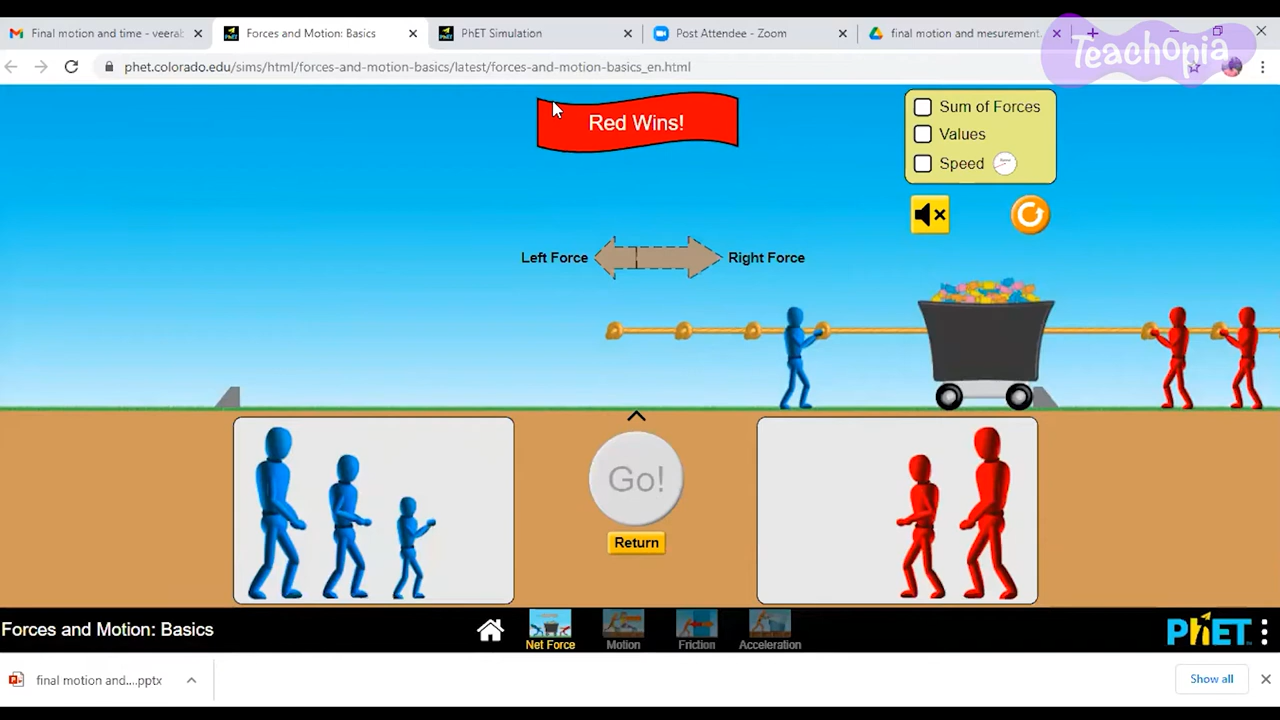 Final motion and time - veerab
Forces and Motion: Basics
PhET Simulation
Post Attendee - Zoom
final motion and mesurement.
Teachopia
phet.colorado.edu/sims/html/forces-and-motion-basics/latest/forces-and-motion-basics_en.html
Red Wins!
Sum of Forces
Values
Speed
Left Force
Right Force
Go!
Return
Forces and Motion: Basics
Net Force
Motion
Friction
Acceleration
PhET
final motion and....pptx
Show all